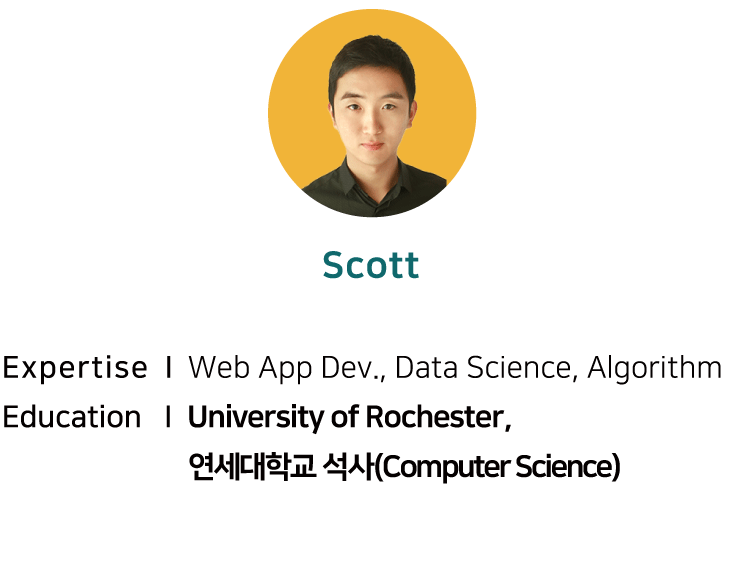 Scott
Expertise I Web App Dev., Data Science, Algorithm
Education I University of Rochester,
연세대학교 석사(Computer Science)